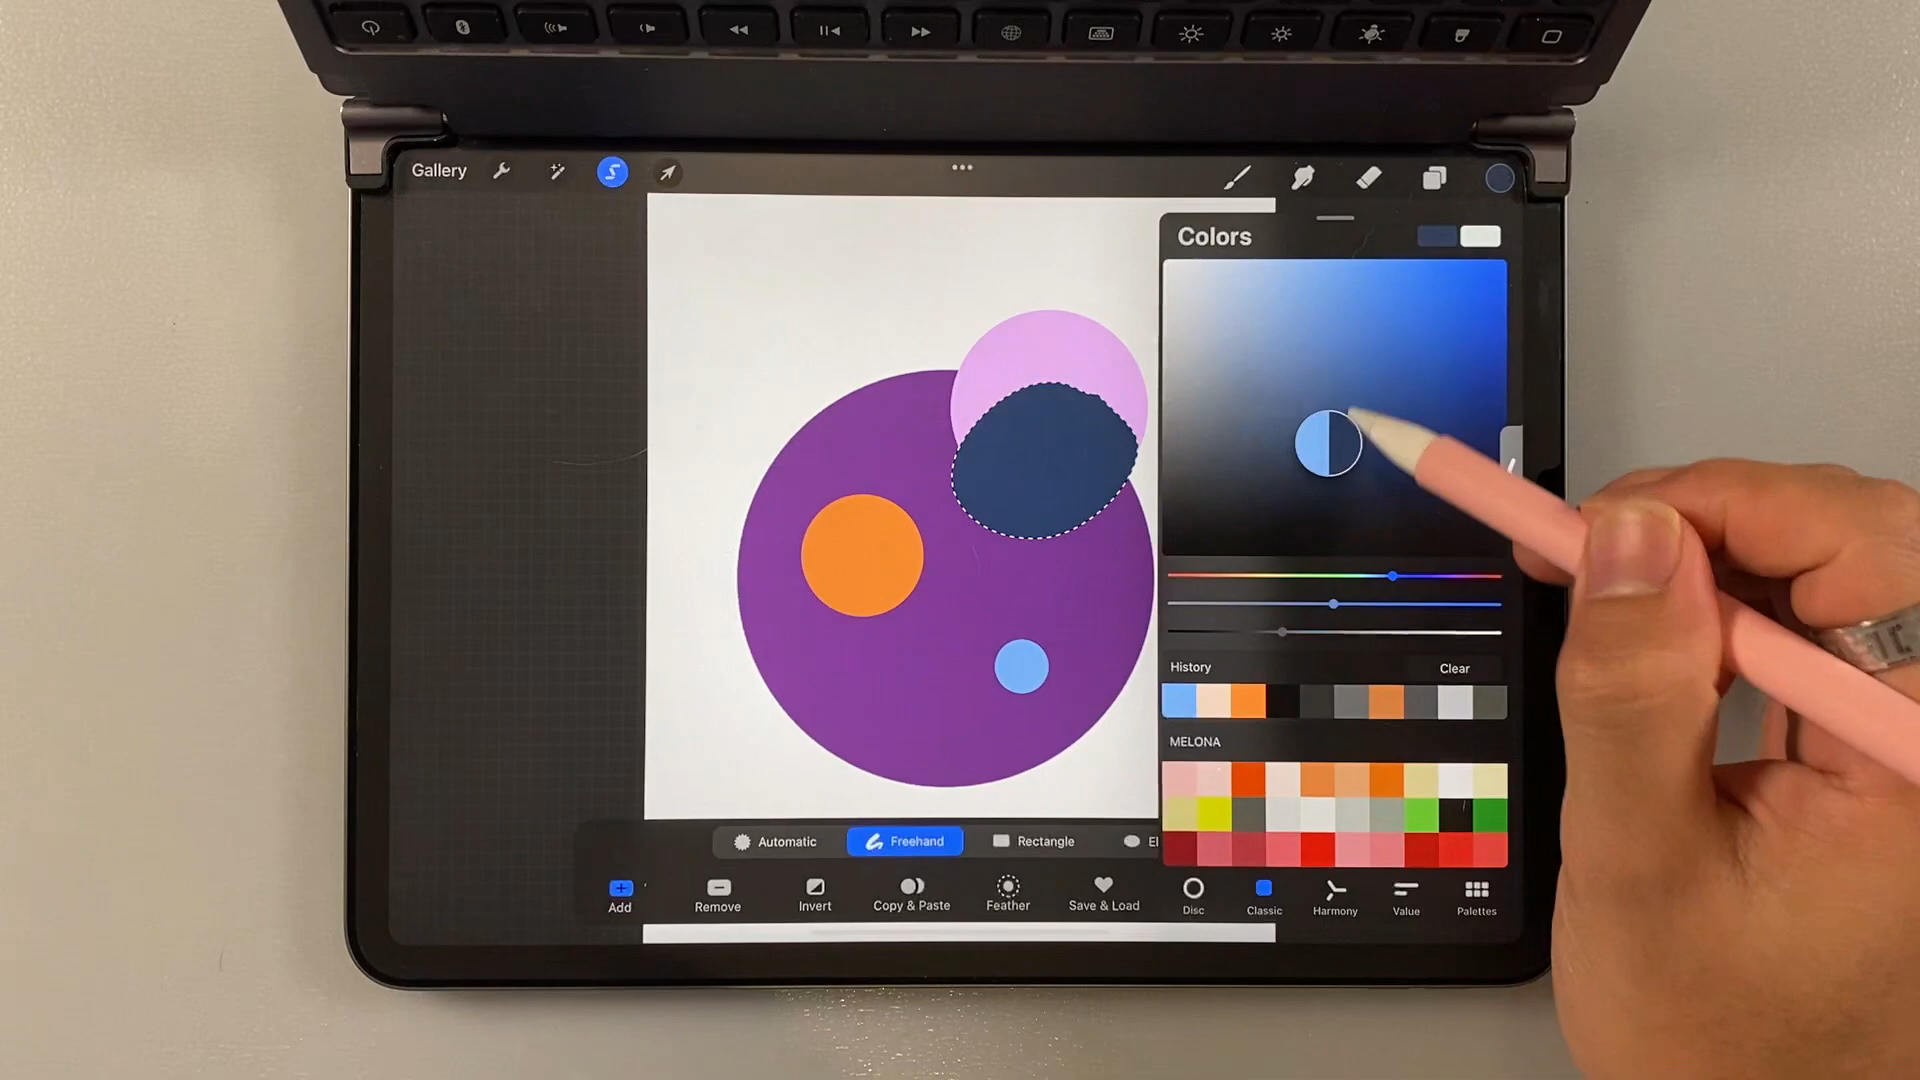 Gallery
Colors
History Clear
MELONA
Automatic Freehand Rectangle El
Add Remove Invert Copy & Paste Feather Save & Load
Disc Classic Harmony Value Palettes